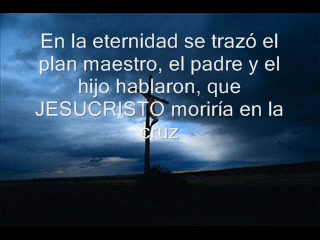 En la eternidad se trazó el
plan maestro, el padre y el
hijo hablaron, que
JESUCRISTO moriría en la
cruz